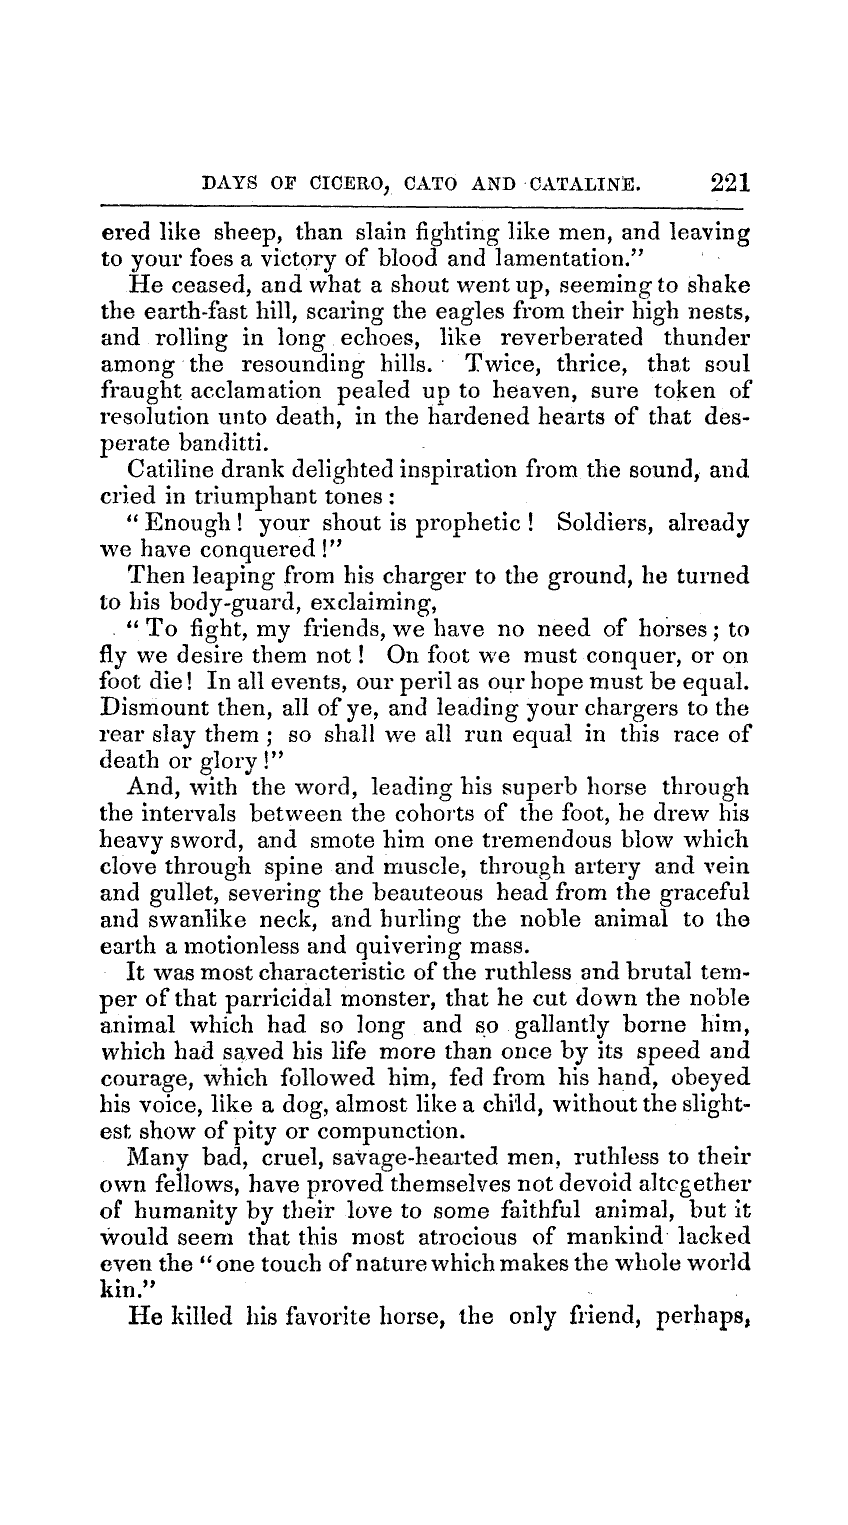 DAYS OF CICERO, CATO AND CATALINE. 221
ered like sheep, than slain fighting like men, and leaving
to your foes a victory of blood and lamentation.”
He ceased, and what a shout went up, seeming to shake
the earth-fast hill, scaring the eagles from their high nests,
and rolling in long echoes, like reverberated thunder
among the resounding hills. Twice, thrice, that soul
fraught acclamation pealed up to heaven, sure token of
resolution unto death, in the hardened hearts of that des-
perate banditti.
Catiline drank delighted inspiration from the sound, and
cried in triumphant tones :
“ Enough ! your shout is prophetic ! Soldiers, already
we have conquered !”
Then leaping from his charger to the ground, he turned
to his body-guard, exclaiming,
“ To fight, my friends, we have no need of horses ; to
fly we desire them not ! On foot we must conquer, or on
foot die ! In all events, our peril as our hope must be equal.
Dismount then, all of ye, and leading your chargers to the
rear slay them ; so shall we all run equal in this race of
death or glory !”
And, with the word, leading his superb horse through
the intervals between the cohorts of the foot, he drew his
heavy sword, and smote him one tremendous blow which
clove through spine and muscle, through artery and vein
and gullet, severing the beauteous head from the graceful
and swanlike neck, and hurling the noble animal to the
earth a motionless and quivering mass.
It was most characteristic of the ruthless and brutal tem-
per of that parricidal monster, that he cut down the noble
animal which had so long and so gallantly borne him,
which had saved his life more than once by its speed and
courage, which followed him, fed from his hand, obeyed
his voice, like a dog, almost like a child, without the slight-
est show of pity or compunction.
Many bad, cruel, savage-hearted men, ruthless to their
own fellows, have proved themselves not devoid altogether
of humanity by their love to some faithful animal, but it
would seem that this most atrocious of mankind lacked
even the “ one touch of nature which makes the whole world
kin.”
He killed his favorite horse, the only friend, perhaps,